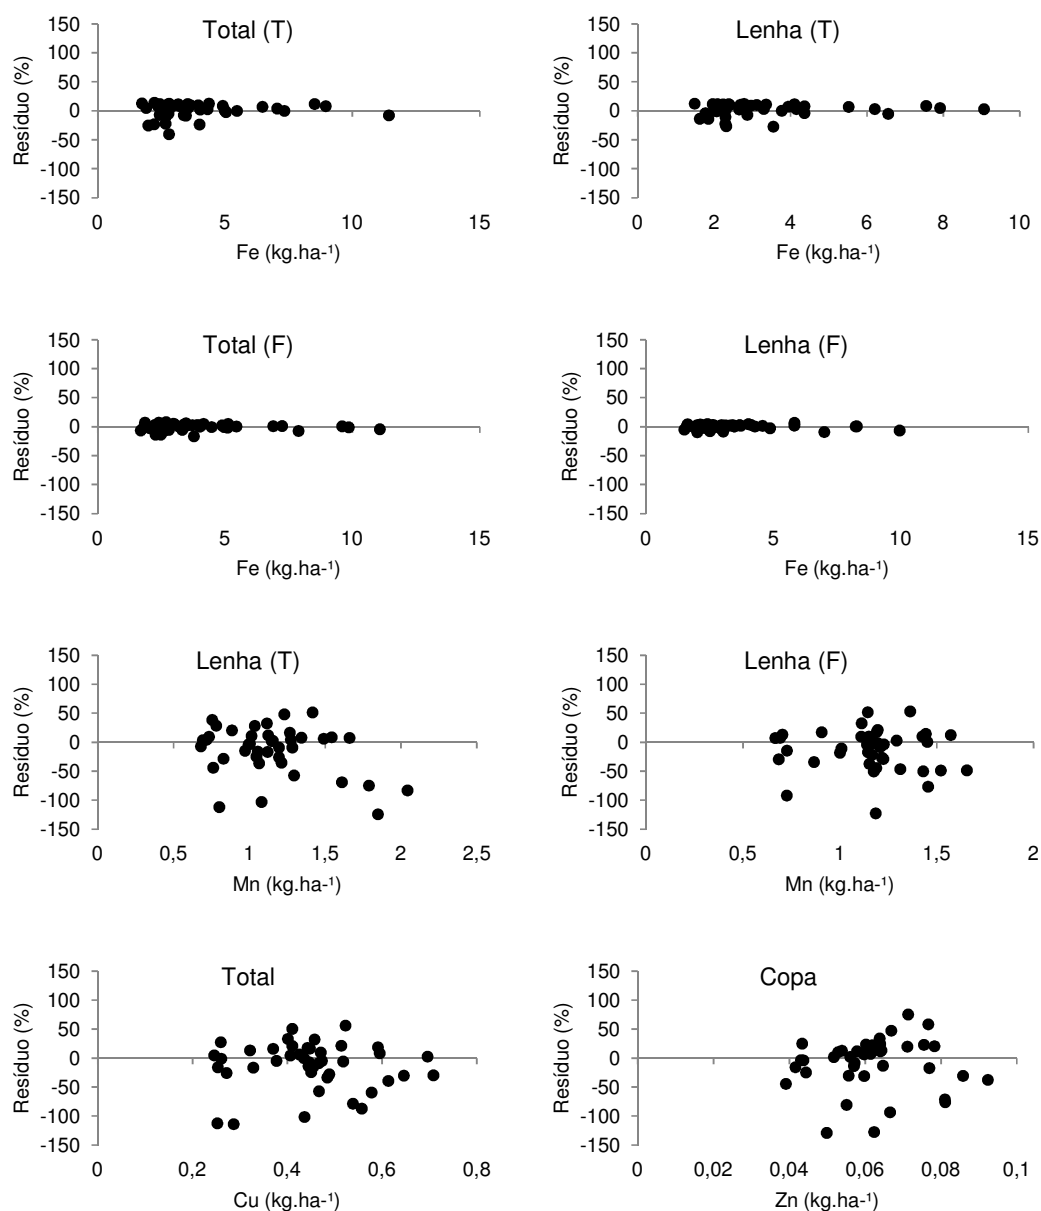 Total (T)
Resíduo (%)
150
100
50
0
-50
-100
-150
0 5 10 15
Fe (kg.ha-¹)
Lenha (T)
Resíduo (%)
150
100
50
0
-50
-100
-150
0 2 4 6 8 10
Fe (kg.ha-¹)
Total (F)
Resíduo (%)
150
100
50
0
-50
-100
-150
0 5 10 15
Fe (kg.ha-¹)
Lenha (F)
Resíduo (%)
150
100
50
0
-50
-100
-150
0 5 10 15
Fe (kg.ha-¹)
Lenha (T)
Resíduo (%)
150
100
50
0
-50
-100
-150
0 0,5 1 1,5 2 2,5
Mn (kg.ha-¹)
Lenha (F)
Resíduo (%)
150
100
50
0
-50
-100
-150
0 0,5 1 1,5 2
Mn (kg.ha-¹)
Total
Resíduo (%)
150
100
50
0
-50
-100
-150
0 0,2 0,4 0,6 0,8
Cu (kg.ha-¹)
Copa
Resíduo (%)
150
100
50
0
-50
-100
-150
0 0,02 0,04 0,06 0,08 0,1
Zn (kg.ha-¹)